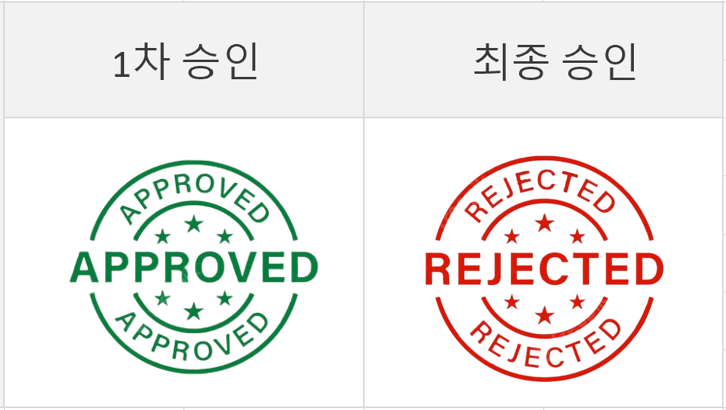 1차 승인
최종 승인
APPROVED
APPROVED
APPROVED
REJECTED
REJECTED
REJECTED